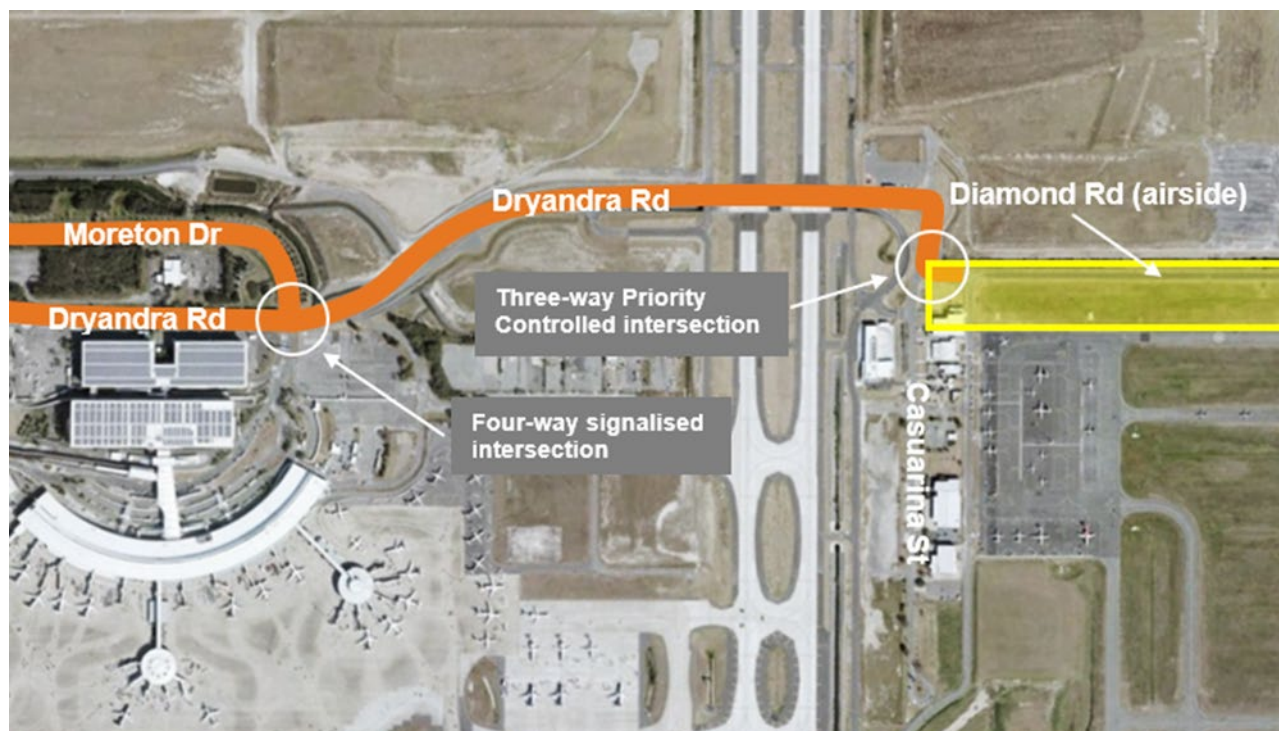 Dryandra Rd
Diamond Rd (airside)
Moreton Dr
Three-way Priority
Controlled intersection
Dryandra Rd
Casuarina St
Four-way signalised
intersection